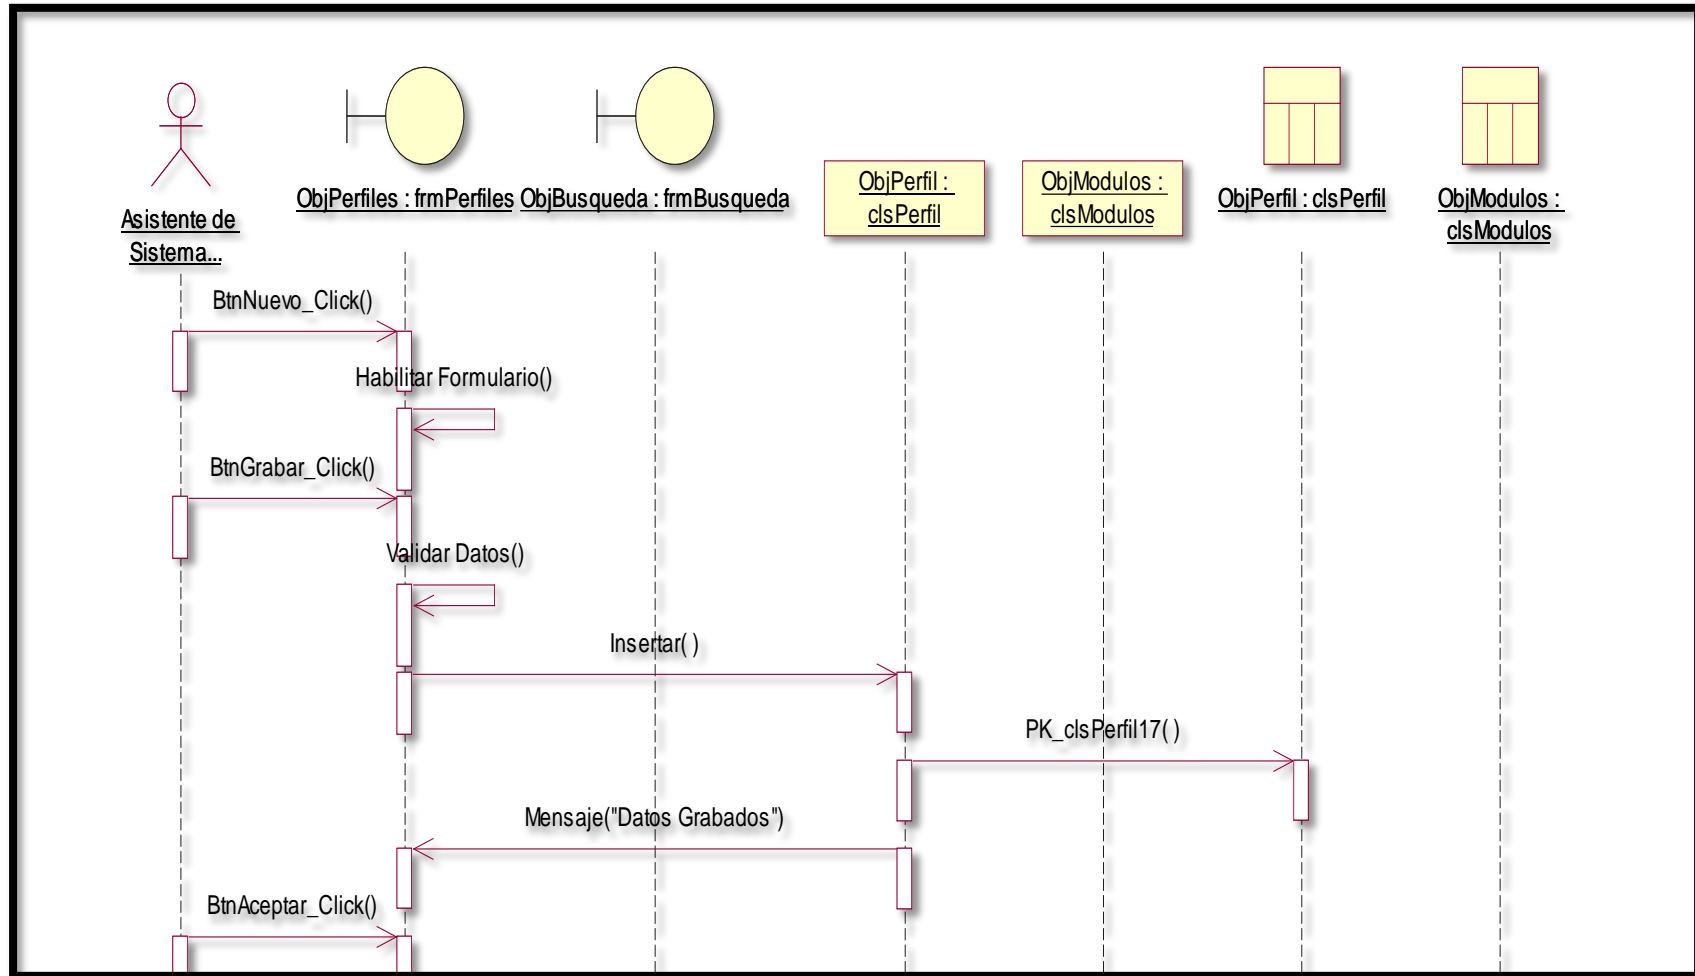 Asistente de
Sistema...
ObjPerfiles : frmPerfiles
ObjBusqueda : frmBusqueda
ObjPerfil :
clsPerfil
ObjModulos :
clsModulos
ObjPerfil : clsPerfil
ObjModulos :
clsModulos
BtnNuevo_Click()
Habilitar Formulario()
BtnGrabar_Click()
Validar Datos()
Insertar( )
PK_clsPerfil17( )
Mensaje("Datos Grabados")
BtnAceptar_Click()